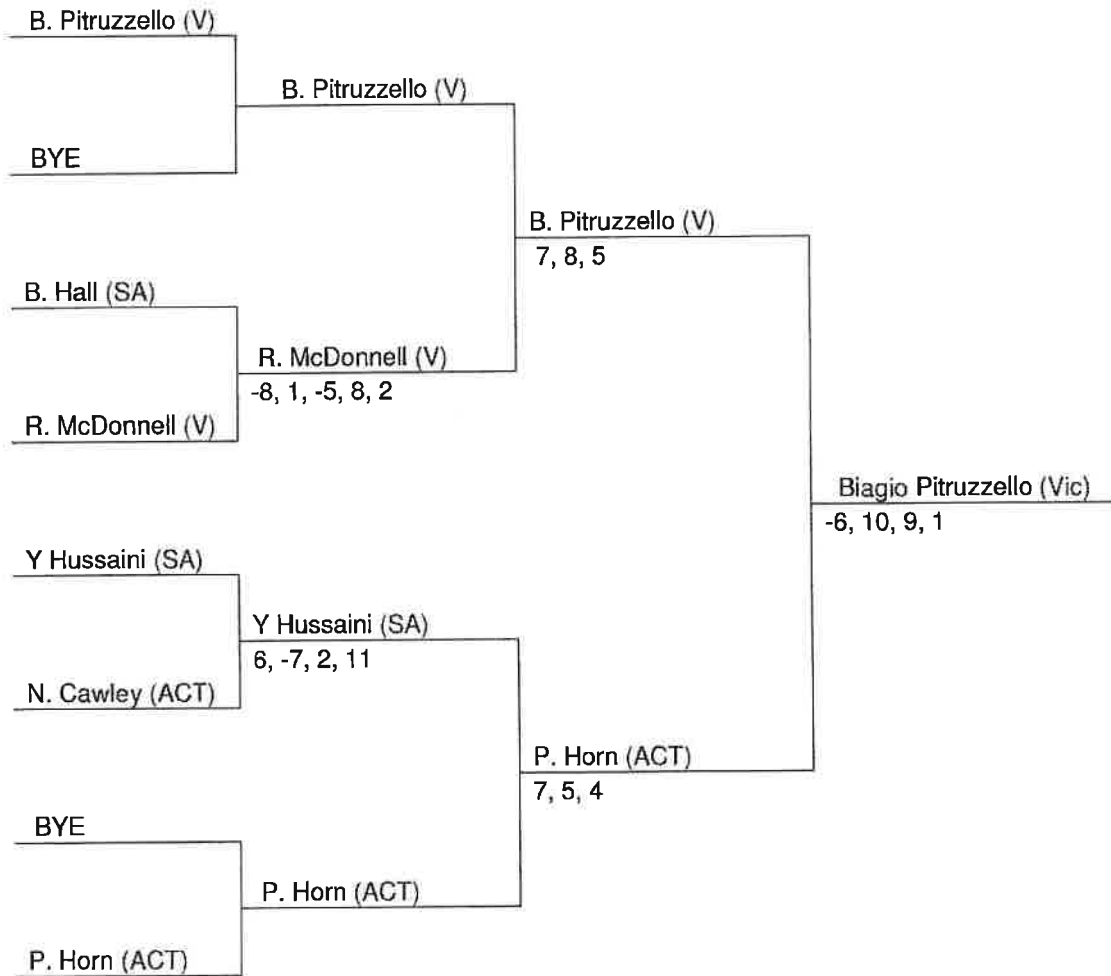 B. Pitruzzello (V)
B. Pitruzzello (V)
BYE
B. Pitruzzello (V)
7, 8, 5
B. Hall (SA)
R. McDonnell (V)
-8, 1, -5, 8, 2
R. McDonnell (V)
Biagio Pitruzzello (Vic)
-6, 10, 9, 1
Y Hussaini (SA)
Y Hussaini (SA)
6, -7, 2, 11
N. Cawley (ACT)
P. Horn (ACT)
7, 5, 4
BYE
P. Horn (ACT)
P. Horn (ACT)